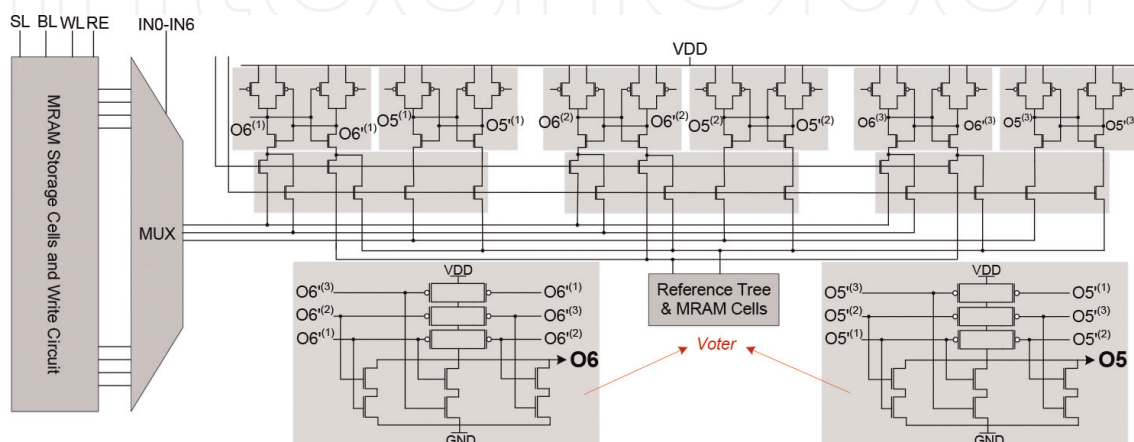 SL BL WL RE IN0-IN6
VDD
O6(1) O6'(1) O5(1) O5'(1) O6(2) O6'(2) O5(2) O5'(2) O6(3) O6'(3) O5(3) O5'(3)
MRAM Storage Cells and Write Circuit
MUX
VDD
O6'(3) O6'(1)
O6'(2) O6'(3)
O6'(1) O6'(2)
O6
GND
Reference Tree
& MRAM Cells
Voter
VDD
O5'(3) O5'(1)
O5'(2) O5'(3)
O5'(1) O5'(2)
O5
GND